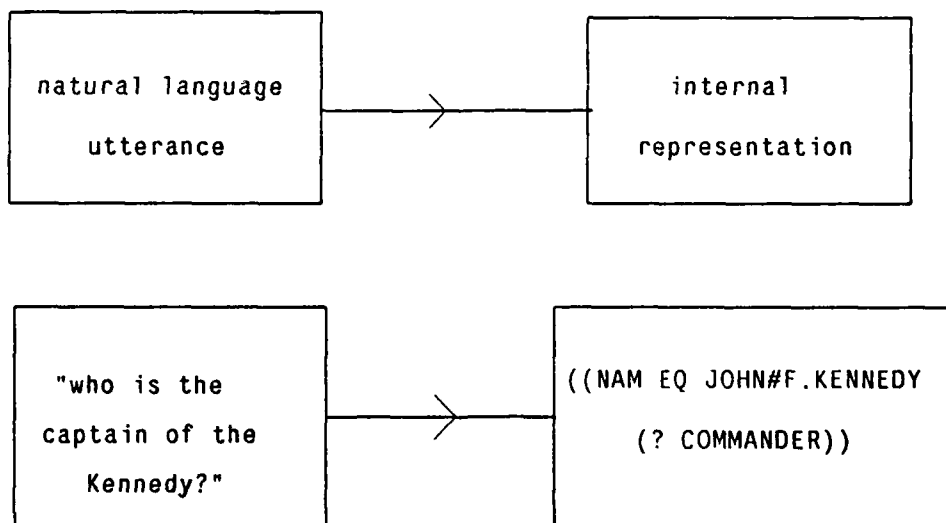 natural language
utterance
internal
representation
"who is the
captain of the
Kennedy?"
((NAM EQ JOHN#F.KENNEDY
(? COMMANDER))